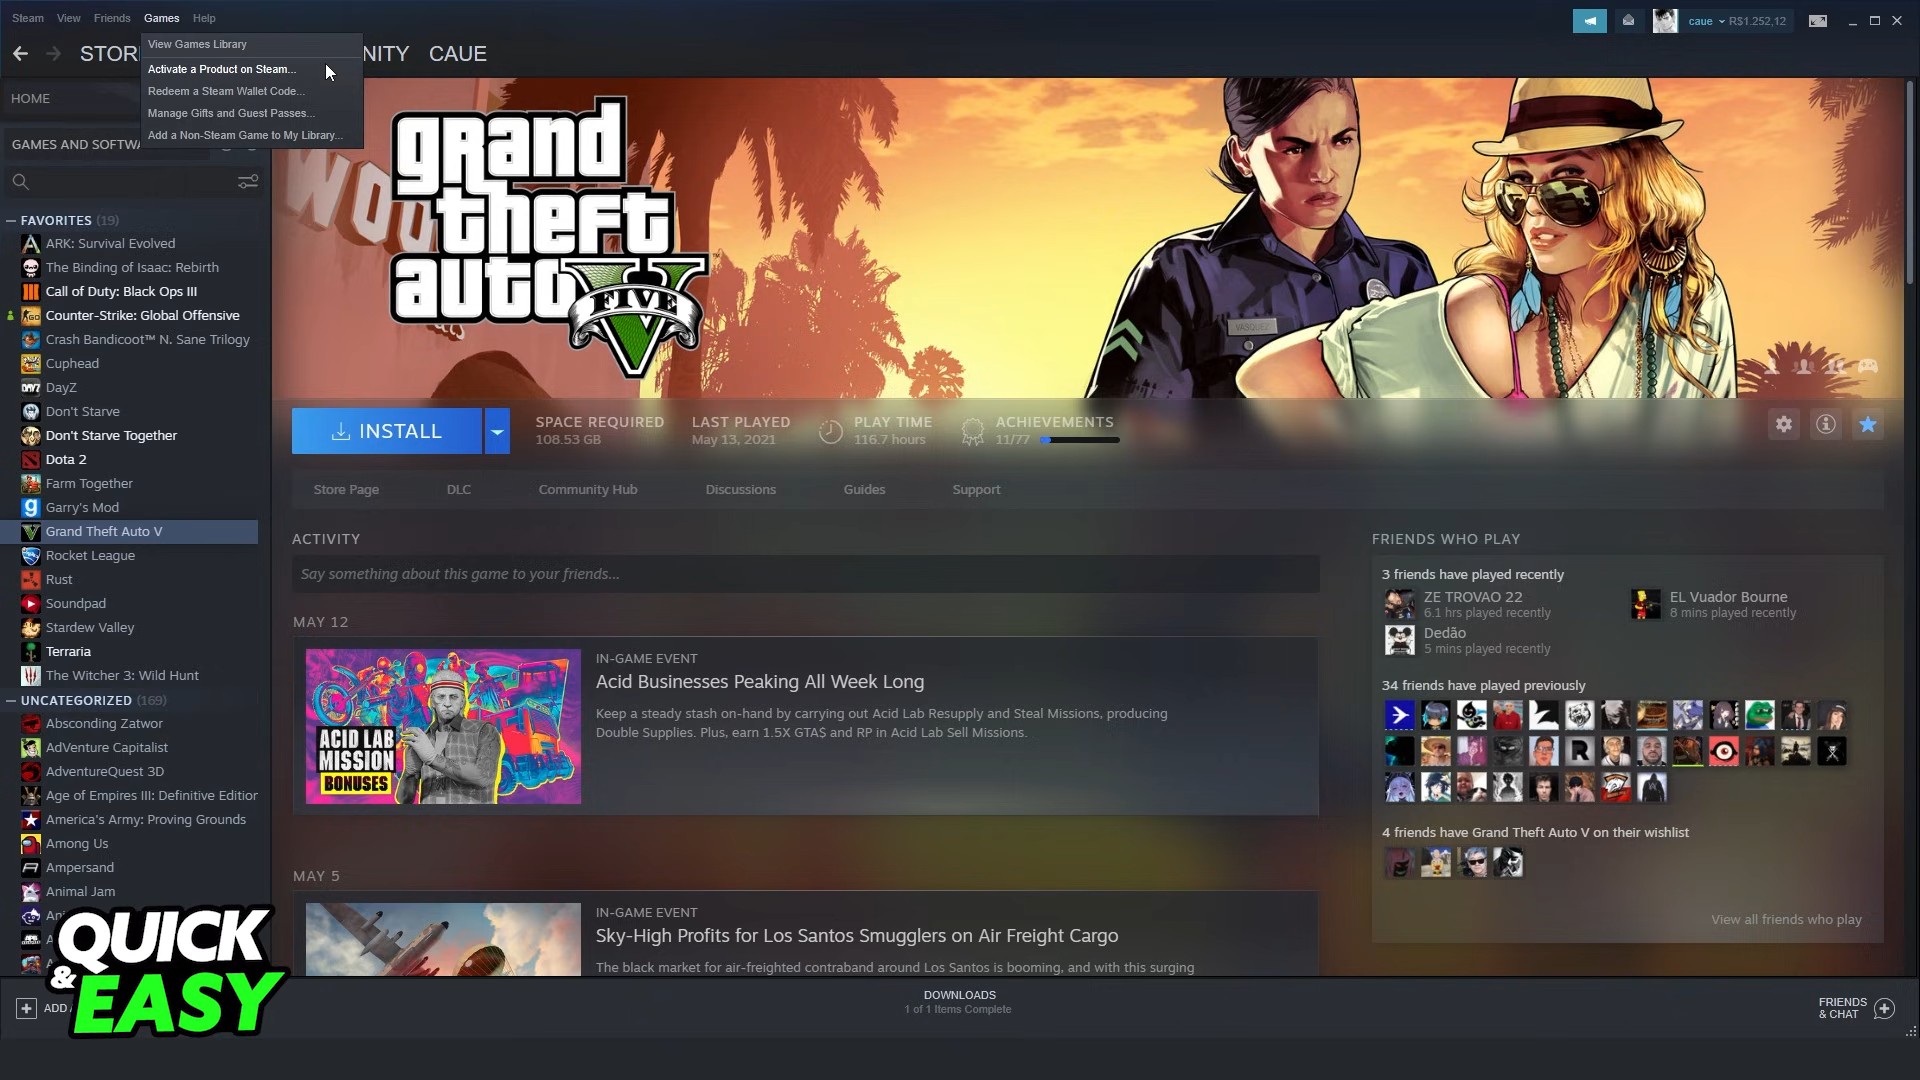 Steam View Friends Games Help
caue R$1.252,12
View Games Library
Activate a Product on Steam...
Redeem a Steam Wallet Code...
Manage Gifts and Guest Passes...
Add a Non-Steam Game to My Library...
CAUE
HOME
FAVORITES (19)
ARK: Survival Evolved
The Binding of Isaac: Rebirth
Call of Duty: Black Ops III
Counter-Strike: Global Offensive
Crash Bandicoot™ N. Sane Trilogy
Cuphead
DayZ
Don't Starve
Don't Starve Together
Dota 2
Farm Together
Garry's Mod
Grand Theft Auto V
Rocket League
Rust
Soundpad
Stardew Valley
Terraria
The Witcher 3: Wild Hunt
UNCATEGORIZED (169)
Absconding Zatwor
AdVenture Capitalist
AdventureQuest 3D
Age of Empires III: Definitive Edition
America's Army: Proving Grounds
Among Us
Ampersand
Animal Jam
QUICK
&
EASY
ADD
grand
theft
auto
FIVE
V
VASQUEZ
INSTALL
SPACE REQUIRED
108.53 GB
LAST PLAYED
May 13, 2021
PLAY TIME
116.7 hours
ACHIEVEMENTS
11/77
Store Page DLC Community Hub Discussions Guides Support
ACTIVITY
Say something about this game to your friends...
MAY 12
ACID LAB
MISSION
BONUSES
IN-GAME EVENT
Acid Businesses Peaking All Week Long
Keep a steady stash on-hand by carrying out Acid Lab Resupply and Steal Missions, producing
Double Supplies. Plus, earn 1.5X GTA$ and RP in Acid Lab Sell Missions.
MAY 5
IN-GAME EVENT
Sky-High Profits for Los Santos Smugglers on Air Freight Cargo
The black market for air-freighted contraband around Los Santos is booming, and with this surging
FRIENDS WHO PLAY
3 friends have played recently
ZE TROVAO 22
6.1 hrs played recently
EL Vuador Bourne
8 mins played recently
Dedão
5 mins played recently
34 friends have played previously
4 friends have Grand Theft Auto V on their wishlist
View all friends who play
DOWNLOADS
1 of 1 Items Complete
FRIENDS
& CHAT